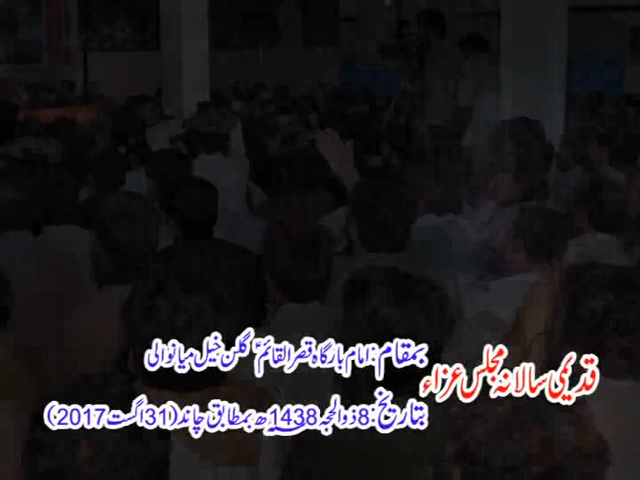 قدیمی سالانہ مجلس عزاء
بمقام: امام بارگاہ قصر القائمؑ گلن خیل میانوالی
بتاریخ: 8 ذوالحجہ 1438ھ بمطابق چاند (31 اگست 2017)